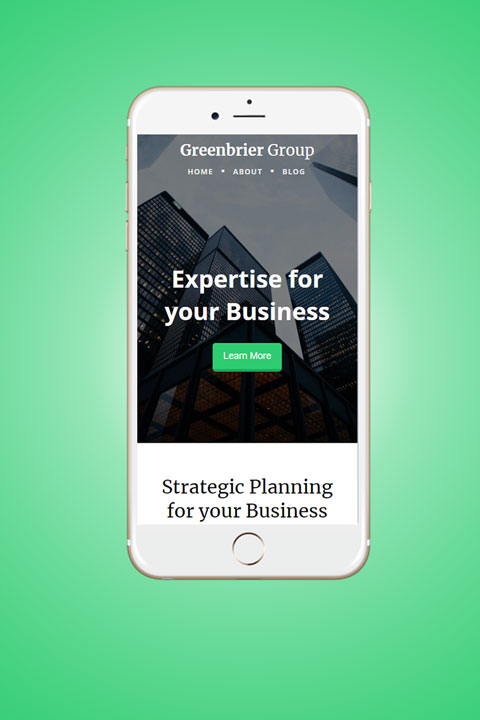 Greenbrier Group
HOME • ABOUT • BLOG
Expertise for
your Business
Learn More
Strategic Planning
for your Business